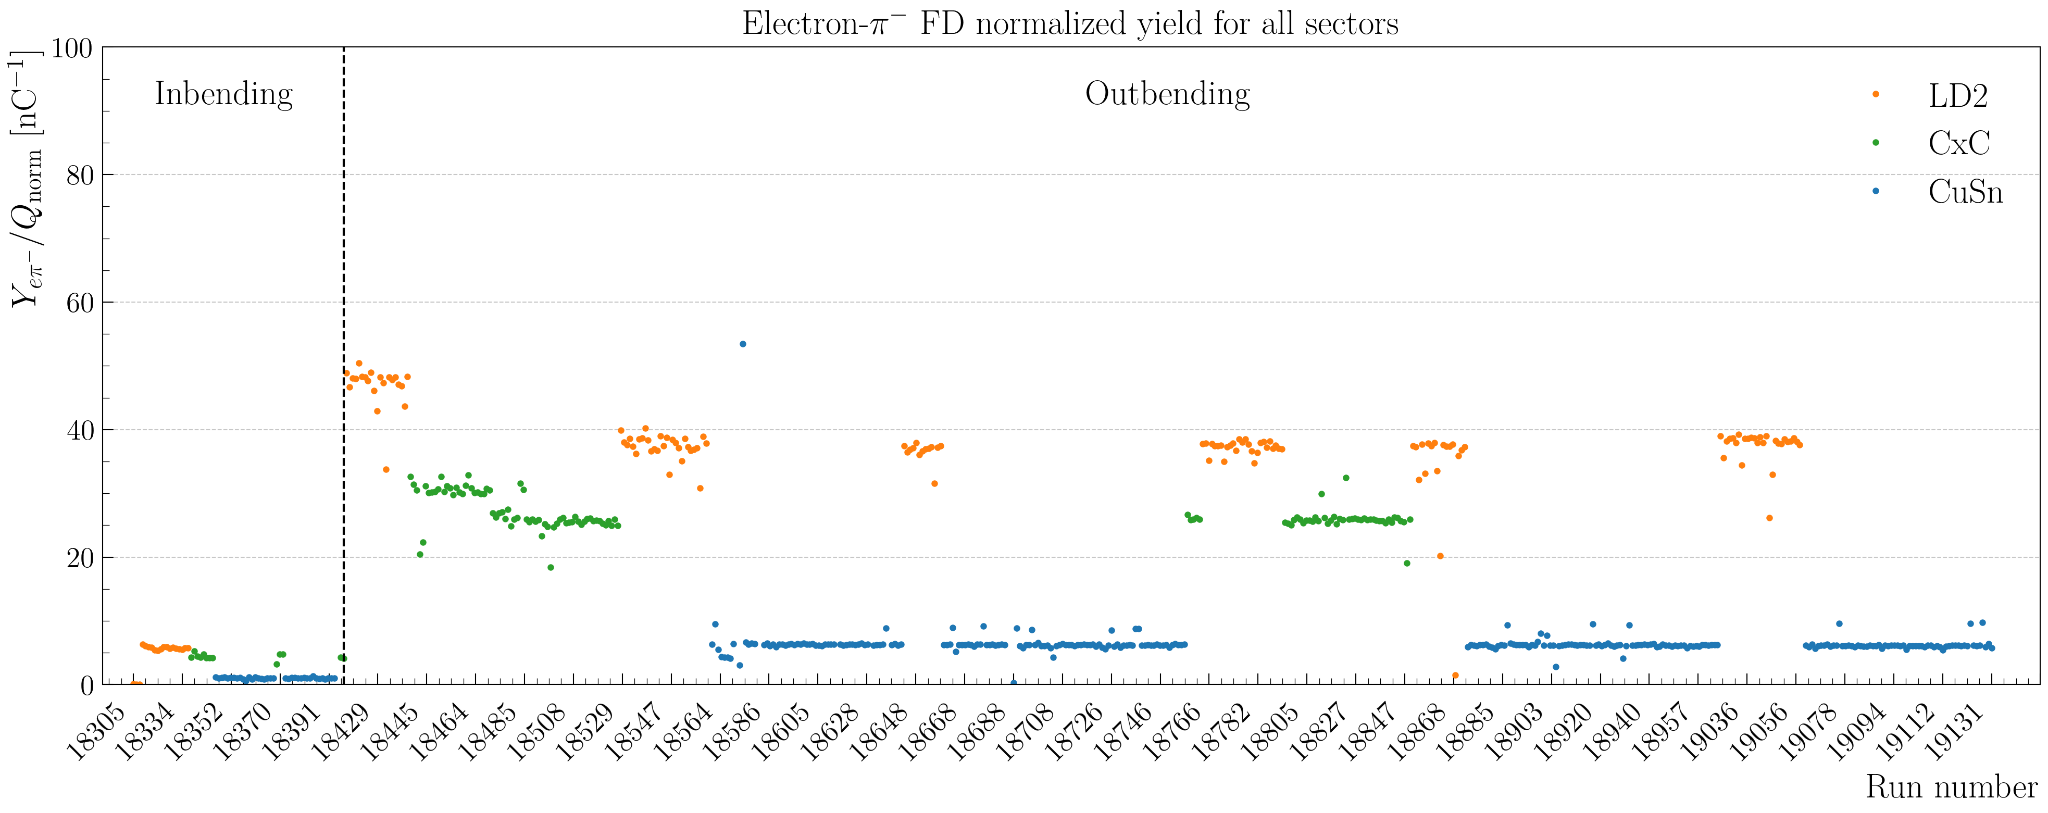 Electron-π⁻ FD normalized yield for all sectors
Y_{eπ⁻}/Q_{norm} [nC⁻¹]
100
80
60
40
20
0
Inbending
Outbending
LD2
CxC
CuSn
18305 18334 18352 18370 18391 18429 18445 18464 18485 18508 18529 18547 18564 18586 18605 18628 18648 18668 18688 18708 18726 18746 18766 18782 18805 18827 18847 18868 18885 18903 18920 18940 18957 19036 19056 19078 19094 19112 19131
Run number